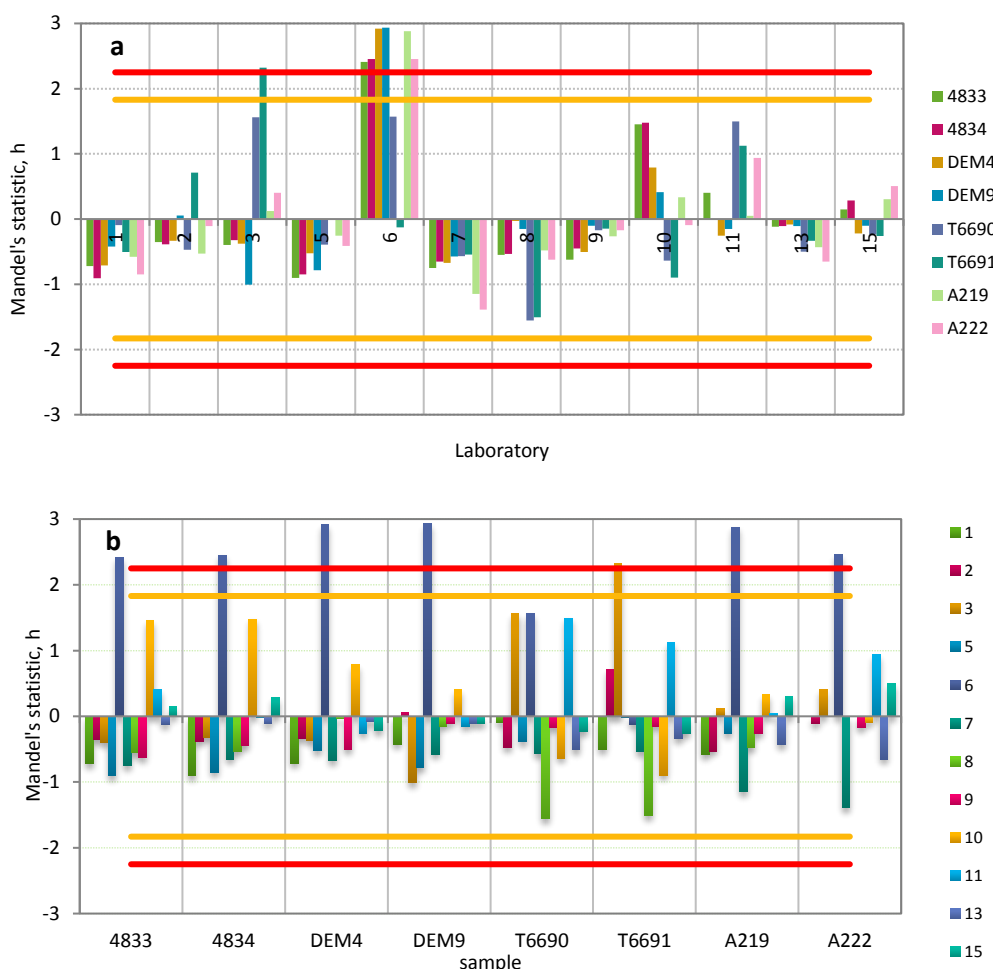 a
Mandel's statistic, h
3
2
1
0
-1
-2
-3
1
2
3
5
6
7
8
9
10
11
13
15
Laboratory
4833
4834
DEM4
DEM9
T6690
T6691
A219
A222
b
Mandel's statistic, h
3
2
1
0
-1
-2
-3
4833
4834
DEM4
DEM9
T6690
T6691
A219
A222
sample
1
2
3
5
6
7
8
9
10
11
13
15